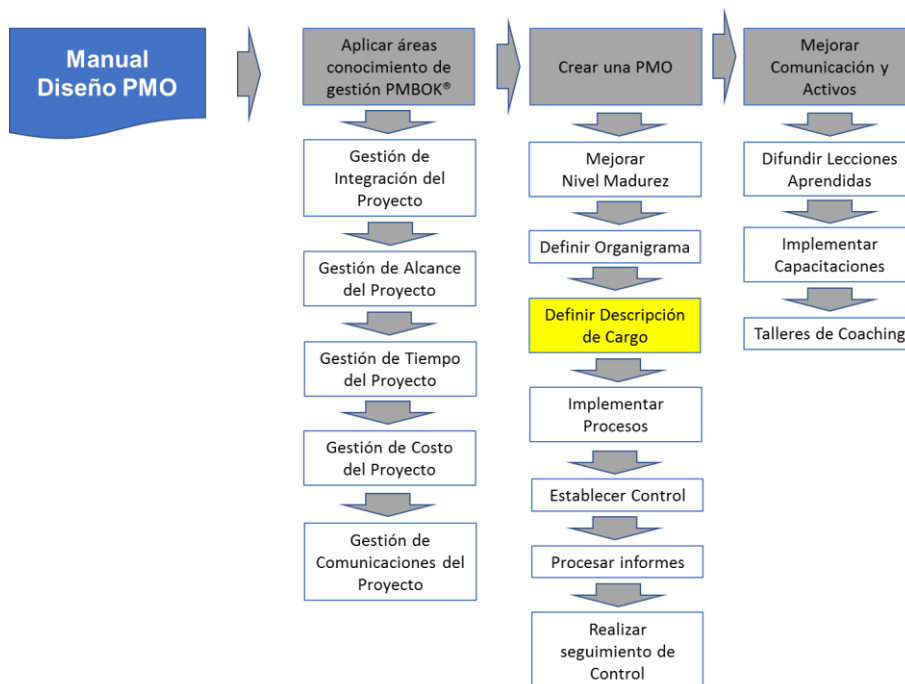 Manual
Diseño PMO
Aplicar áreas
conocimiento de
gestión PMBOK®
Gestión de
Integración del
Proyecto
Gestión de Alcance
del Proyecto
Gestión de Tiempo
del Proyecto
Gestión de Costo
del Proyecto
Gestión de
Comunicaciones del
Proyecto
Crear una PMO
Mejorar
Nivel Madurez
Definir Organigrama
Definir Descripción
de Cargo
Implementar
Procesos
Establecer Control
Procesar informes
Realizar
seguimiento de
Control
Mejorar
Comunicación y
Activos
Difundir Lecciones
Aprendidas
Implementar
Capacitaciones
Talleres de Coaching